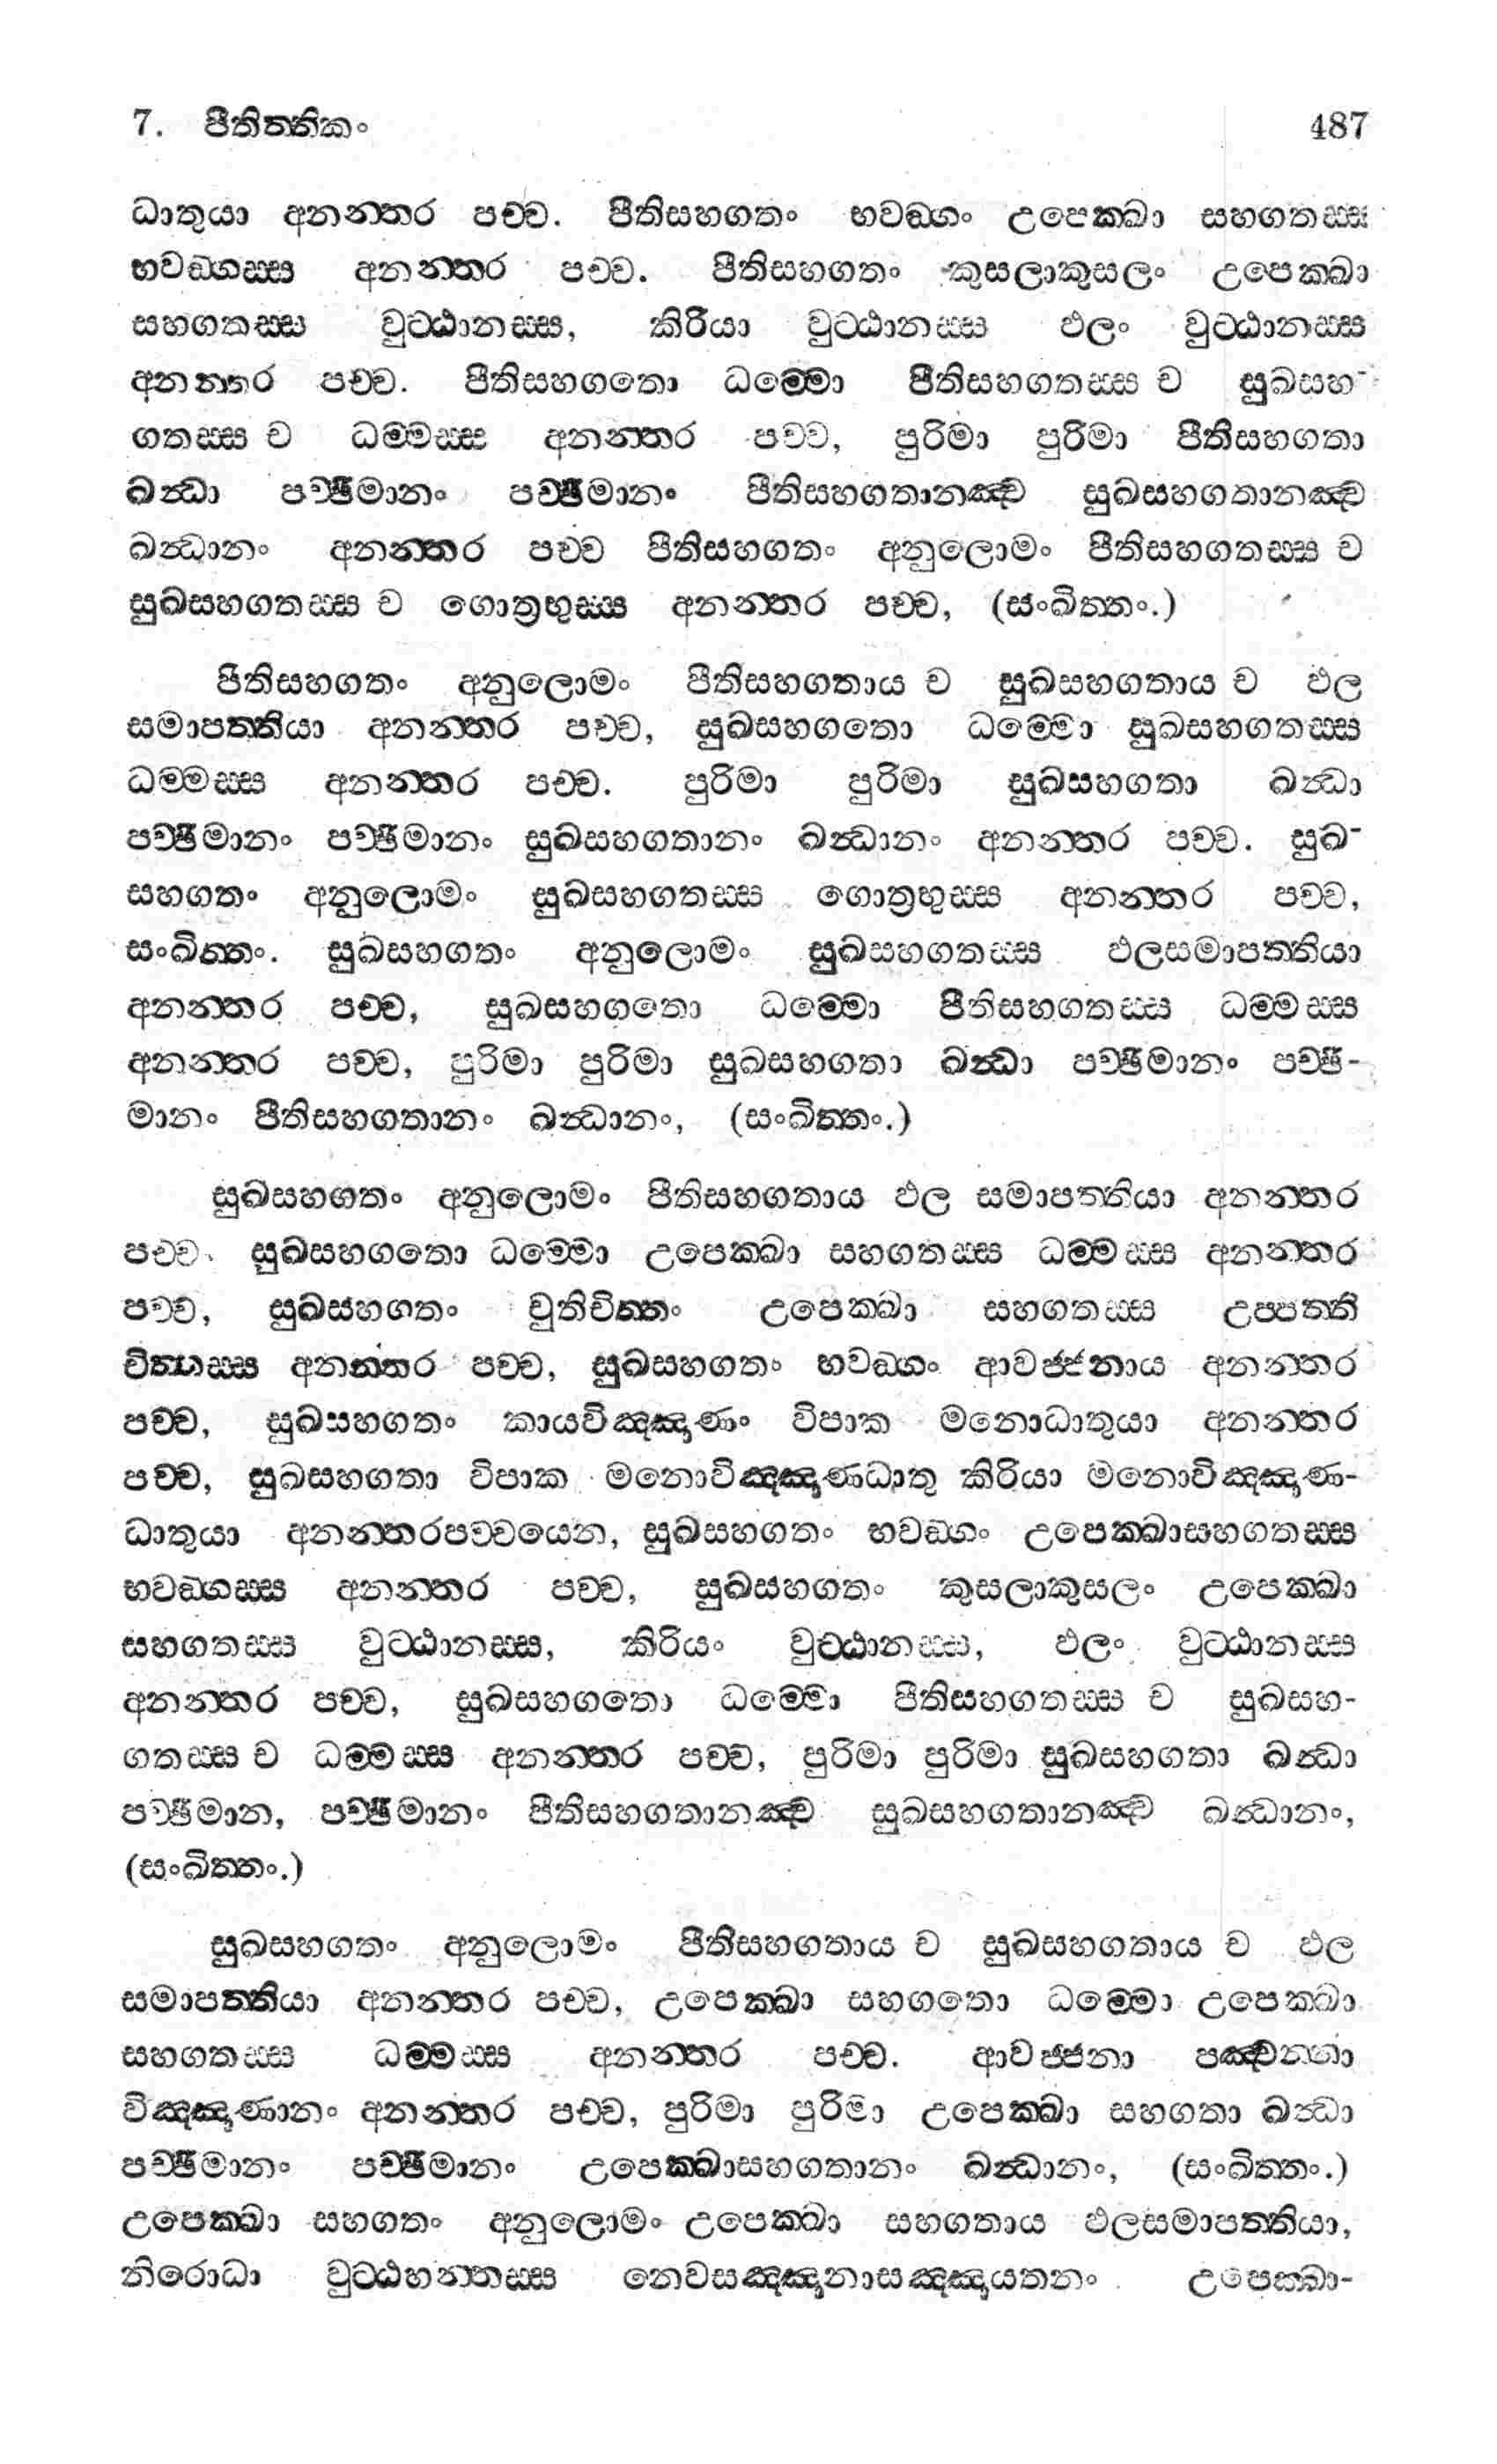 7. පීතිත්තිකං 487
ධාතුයා අනන්තර පච්ච. පීතිසහගතං භවඞ්ගං උපෙක්ඛා සහගතස්ස
භවඞ්ගස්ස අනන්තර පච්ච. පීතිසහගතං කුසලාකුසලං උපෙක්ඛා
සහගතස්ස වුට්ඨානස්ස, කිරියා වුට්ඨානස්ස ඵලං වුට්ඨානස්ස
අනන්තර පච්ච. පීතිසහගතො ධම්මො පීතිසහගතස්ස ච සුඛසහ-
ගතස්ස ච ධම්මස්ස අනන්තර පච්ච, පුරිමා පුරිමා පීතිසහගතා
ඛන්ධා පච්ඡිමානං පච්ඡිමානං පීතිසහගතානඤ්ච සුඛසහගතානඤ්ච
ඛන්ධානං අනන්තර පච්ච පීතිසහගතං අනුලොමං පීතිසහගතස්ස ච
සුඛසහගතස්ස ච ගොත්‍රභුස්ස අනන්තර පච්ච, (සංඛිත්තං.)
පීතිසහගතං අනුලොමං පීතිසහගතාය ච සුඛසහගතාය ච ඵල
සමාපත්තියා අනන්තර පච්ච, සුඛසහගතො ධම්මො සුඛසහගතස්ස
ධම්මස්ස අනන්තර පච්ච. පුරිමා පුරිමා සුඛසහගතා ඛන්ධා
පච්ඡිමානං පච්ඡිමානං සුඛසහගතානං ඛන්ධානං අනන්තර පච්ච. සුඛ-
සහගතං අනුලොමං සුඛසහගතස්ස ගොත්‍රභුස්ස අනන්තර පච්ච,
සංඛිත්තං. සුඛසහගතං අනුලොමං සුඛසහගතස්ස ඵලසමාපත්තියා
අනන්තර පච්ච, සුඛසහගතො ධම්මො පීතිසහගතස්ස ධම්මස්ස
අනන්තර පච්ච, පුරිමා පුරිමා සුඛසහගතා ඛන්ධා පච්ඡිමානං පච්ඡි-
මානං පීතිසහගතානං ඛන්ධානං, (සංඛිත්තං.)
සුඛසහගතං අනුලොමං පීතිසහගතාය ඵල සමාපත්තියා අනන්තර
පච්ච, සුඛසහගතො ධම්මො උපෙක්ඛා සහගතස්ස ධම්මස්ස අනන්තර
පච්ච, සුඛසහගතං චුතිචිත්තං උපෙක්ඛා සහගතස්ස උප්පත්ති
චිත්තස්ස අනන්තර පච්ච, සුඛසහගතං භවඞ්ගං ආවජ්ජනාය අනන්තර
පච්ච, සුඛසහගතං කායවිඤ්ඤාණං විපාක මනොධාතුයා අනන්තර
පච්ච, සුඛසහගතා විපාක මනොවිඤ්ඤාණධාතු කිරියා මනොවිඤ්ඤාණ-
ධාතුයා අනන්තරපච්චයෙන, සුඛසහගතං භවඞ්ගං උපෙක්ඛාසහගතස්ස
භවඞ්ගස්ස අනන්තර පච්ච, සුඛසහගතං කුසලාකුසලං උපෙක්ඛා
සහගතස්ස වුට්ඨානස්ස, කිරියං වුට්ඨානස්ස, ඵලං වුට්ඨානස්ස
අනන්තර පච්ච, සුඛසහගතො ධම්මො පීතිසහගතස්ස ච සුඛසහ-
ගතස්ස ච ධම්මස්ස අනන්තර පච්ච, පුරිමා පුරිමා සුඛසහගතා ඛන්ධා
පච්ඡිමාන, පච්ඡිමානං පීතිසහගතානඤ්ච සුඛසහගතානඤ්ච ඛන්ධානං,
(සංඛිත්තං.)
සුඛසහගතං අනුලොමං පීතිසහගතාය ච සුඛසහගතාය ච ඵල
සමාපත්තියා අනන්තර පච්ච, උපෙක්ඛා සහගතො ධම්මො උපෙක්ඛා
සහගතස්ස ධම්මස්ස අනන්තර පච්ච. ආවජ්ජනා පඤ්චන්නා
විඤ්ඤාණානං අනන්තර පච්ච, පුරිමා පුරිමා උපෙක්ඛා සහගතා ඛන්ධා
පච්ඡිමානං පච්ඡිමානං උපෙක්ඛාසහගතානං ඛන්ධානං, (සංඛිත්තං.)
උපෙක්ඛා සහගතං අනුලොමං උපෙක්ඛා සහගතාය ඵලසමාපත්තියා,
නිරොධා වුට්ඨහන්තස්ස නෙවසඤ්ඤානාසඤ්ඤායතනං උපෙක්ඛා-